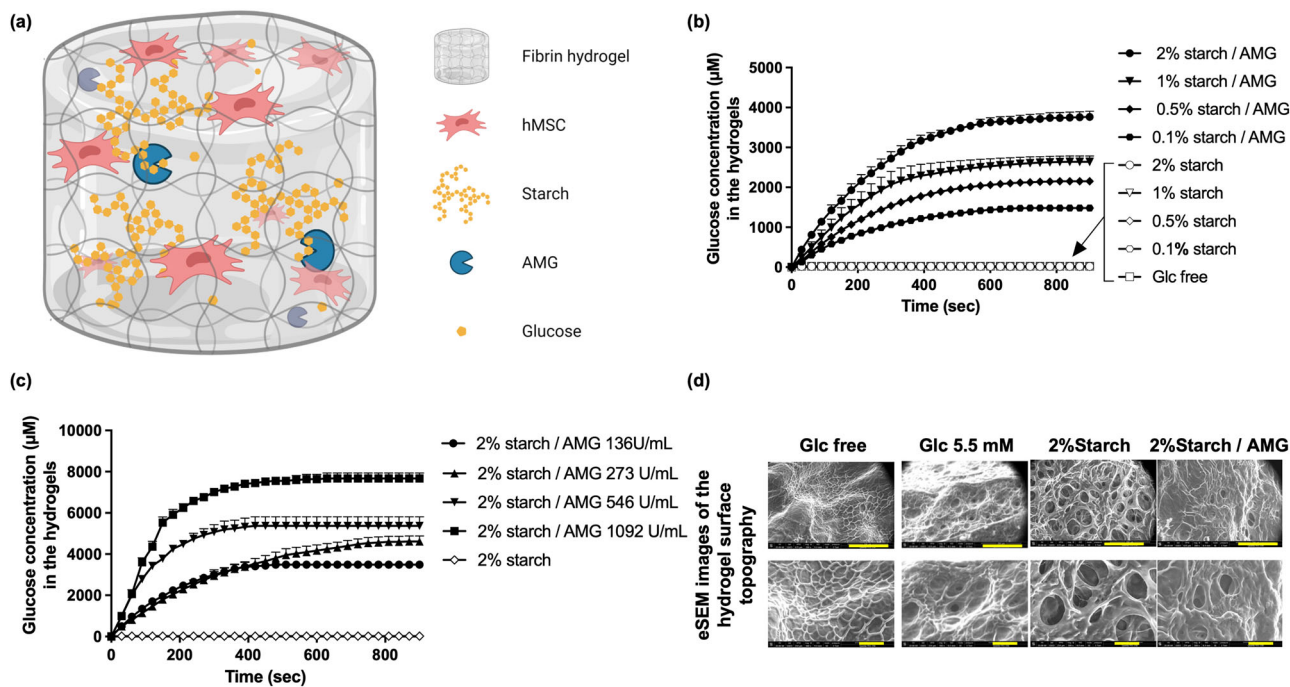 (a)
Fibrin hydrogel
hMSC
Starch
AMG
Glucose
(b)
Glucose concentration (µM)
in the hydrogels
5000
4000
3000
2000
1000
0
0 200 400 600 800
Time (sec)
2% starch / AMG
1% starch / AMG
0.5% starch / AMG
0.1% starch / AMG
2% starch
1% starch
0.5% starch
0.1% starch
Glc free
(c)
Glucose concentration (µM)
in the hydrogels
10000
8000
6000
4000
2000
0
0 200 400 600 800
Time (sec)
2% starch / AMG 136U/mL
2% starch / AMG 273 U/mL
2% starch / AMG 546 U/mL
2% starch / AMG 1092 U/mL
2% starch
(d)
Glc free Glc 5.5 mM 2%Starch 2%Starch / AMG
eSEM images of the
hydrogel surface
topography